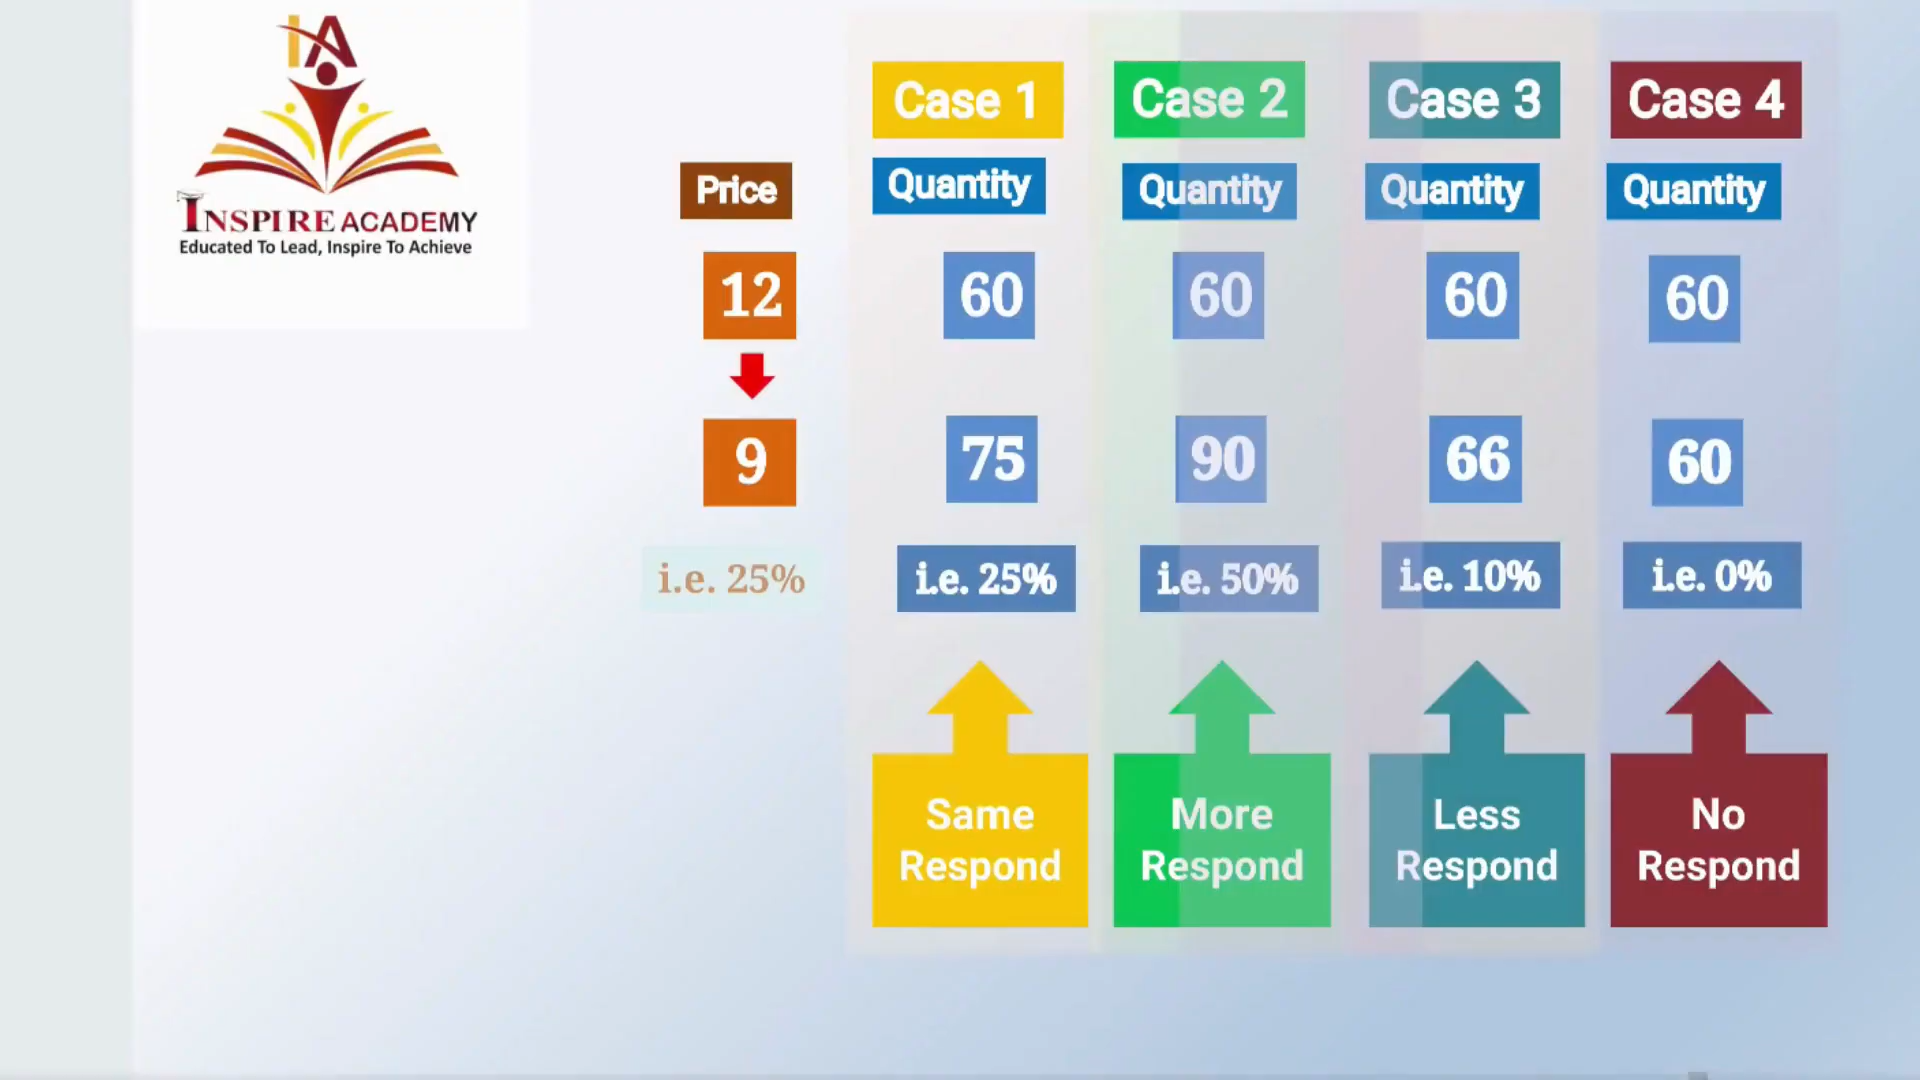 IA
INSPIRE ACADEMY
Educated To Lead, Inspire To Achieve
Case 1 Case 2 Case 3 Case 4
Price Quantity Quantity Quantity Quantity
12 60 60 60 60
9 75 90 66 60
i.e. 25% i.e. 25% i.e. 50% i.e. 10% i.e. 0%
Same More Less No
Respond Respond Respond Respond